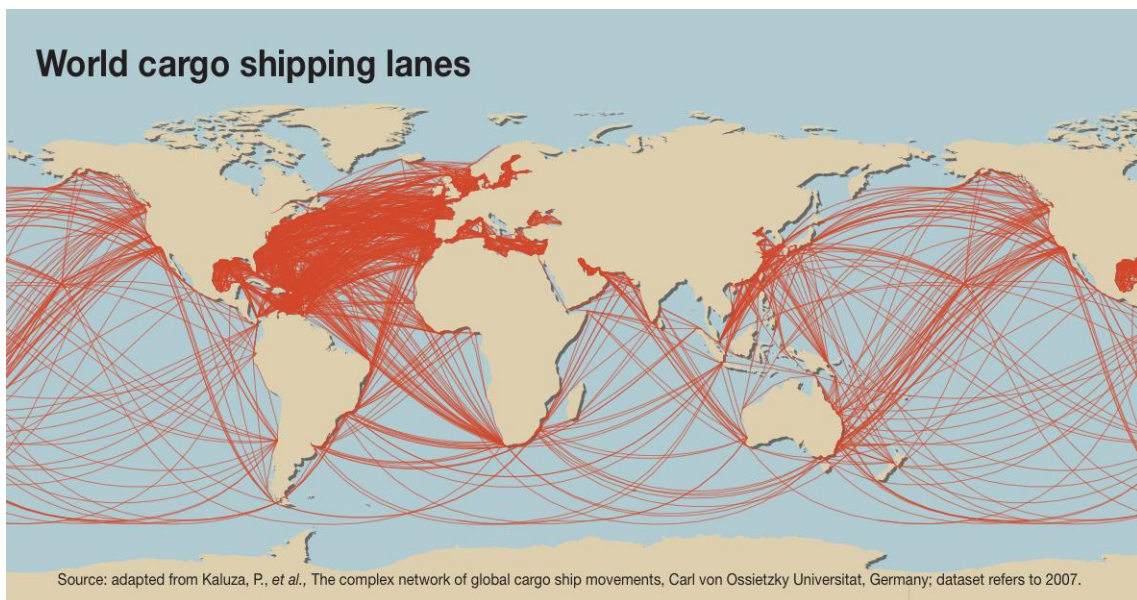 World cargo shipping lanes
Source: adapted from Kaluza, P., et al., The complex network of global cargo ship movements, Carl von Ossietzky Universitat, Germany; dataset refers to 2007.